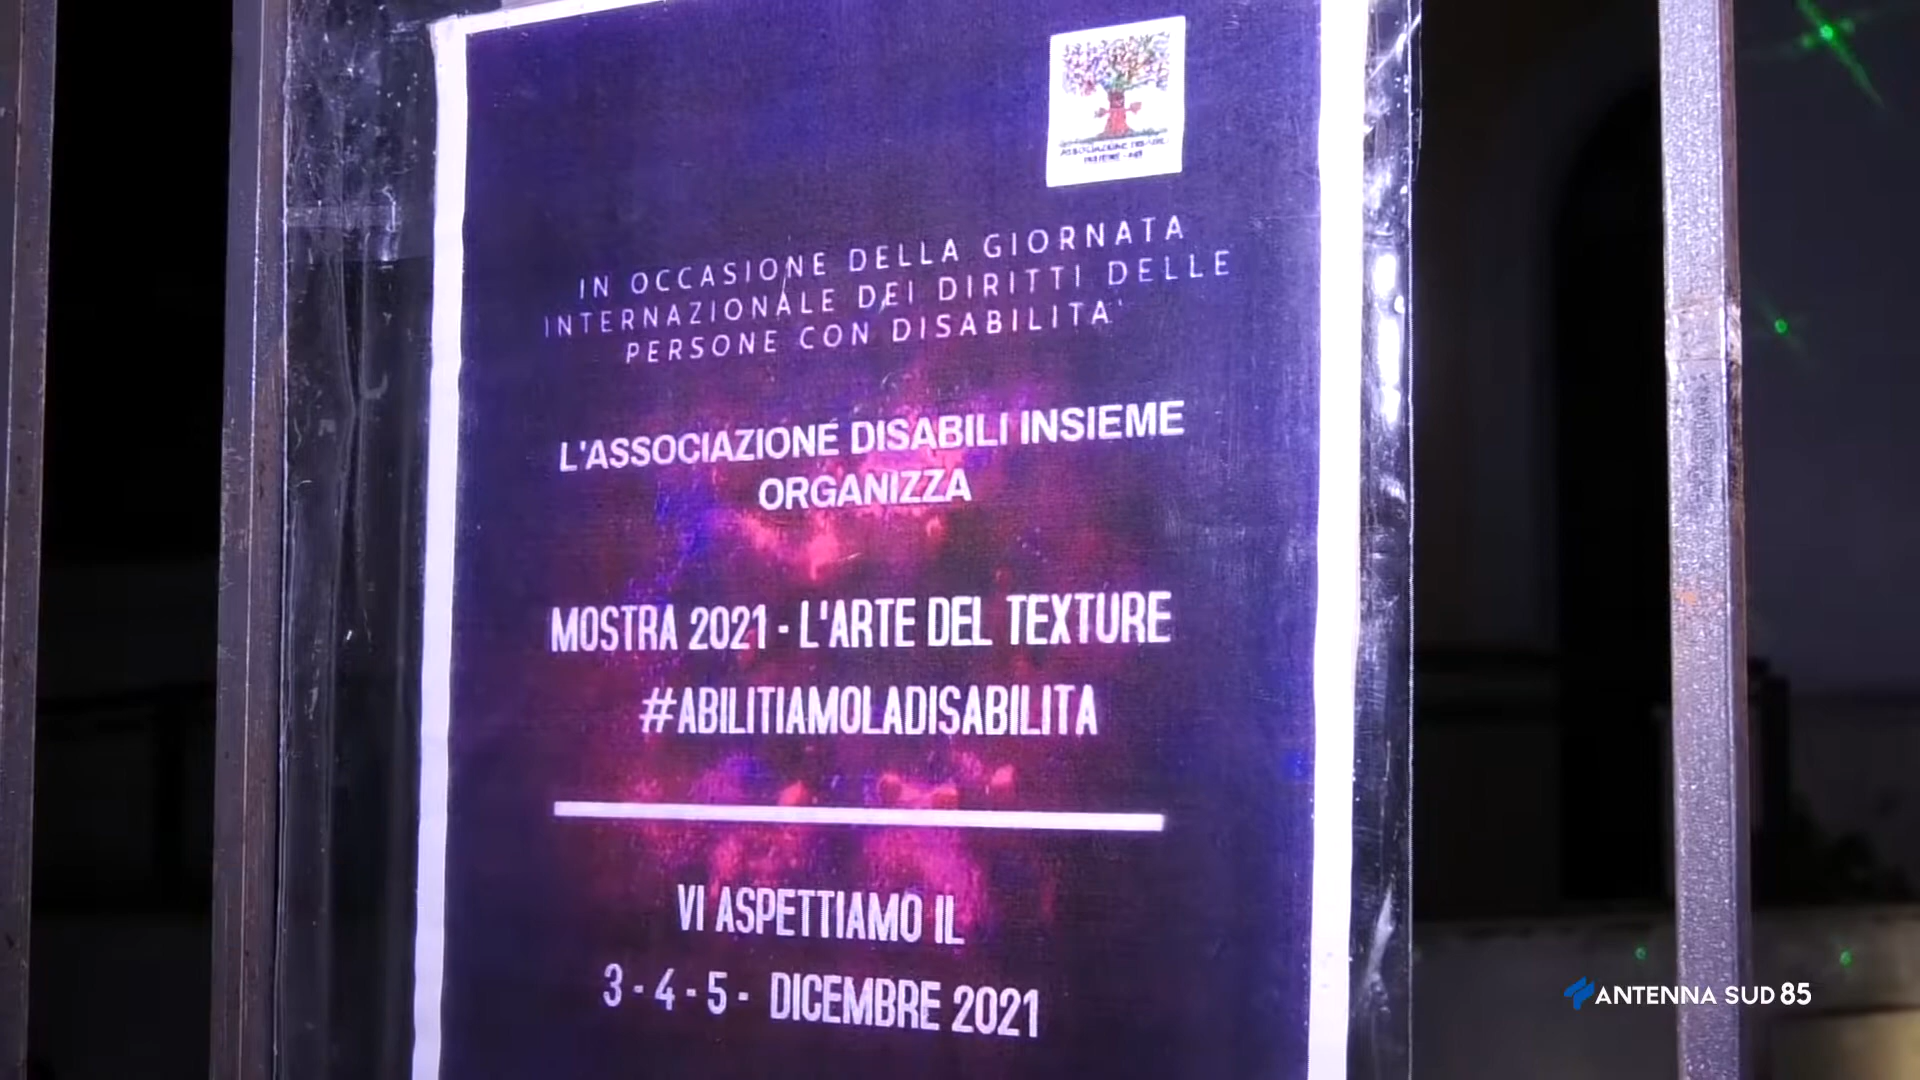 ASSOCIAZIONE
IN OCCASIONE DELLA GIORNATA
INTERNAZIONALE DEI DIRITTI DELLE
PERSONE CON DISABILITA'
L'ASSOCIAZIONE DISABILI INSIEME
ORGANIZZA
MOSTRA 2021 - L'ARTE DEL TEXTURE
#ABILITIAMOLADISABILITA
VI ASPETTIAMO IL
3 - 4 - 5 - DICEMBRE 2021
ANTENNA SUD 85